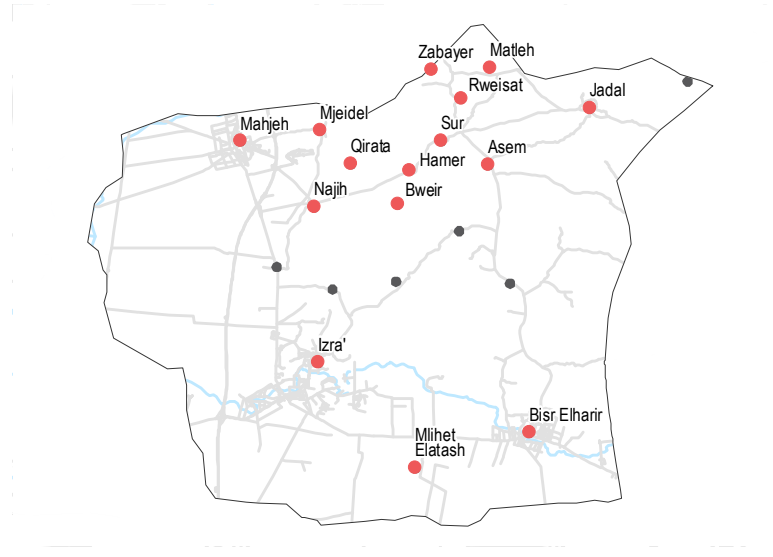 Zabayer
Matleh
Rweisat
Jadal
Mjeidel
Mahjeh
Sur
Qirata
Asem
Hamer
Najih
Bweir
Izra'
Bisr Elharir
Mlihet
Elatash